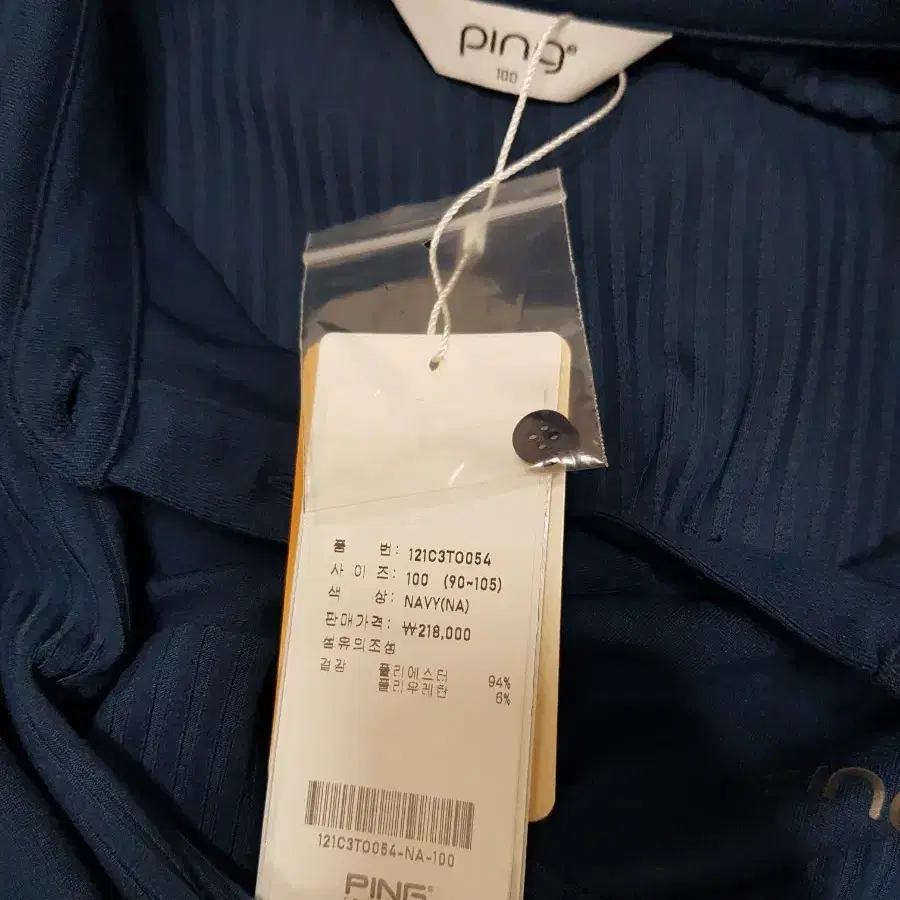 ping®
100
품 번: 121C3TO054
사 이 즈: 100 (90~105)
색 상: NAVY(NA)
판매가격: ₩218,000
섬유의조성
겉감 폴리에스터 94%
폴리우레탄 6%
121C3TO054-NA-100
PING®